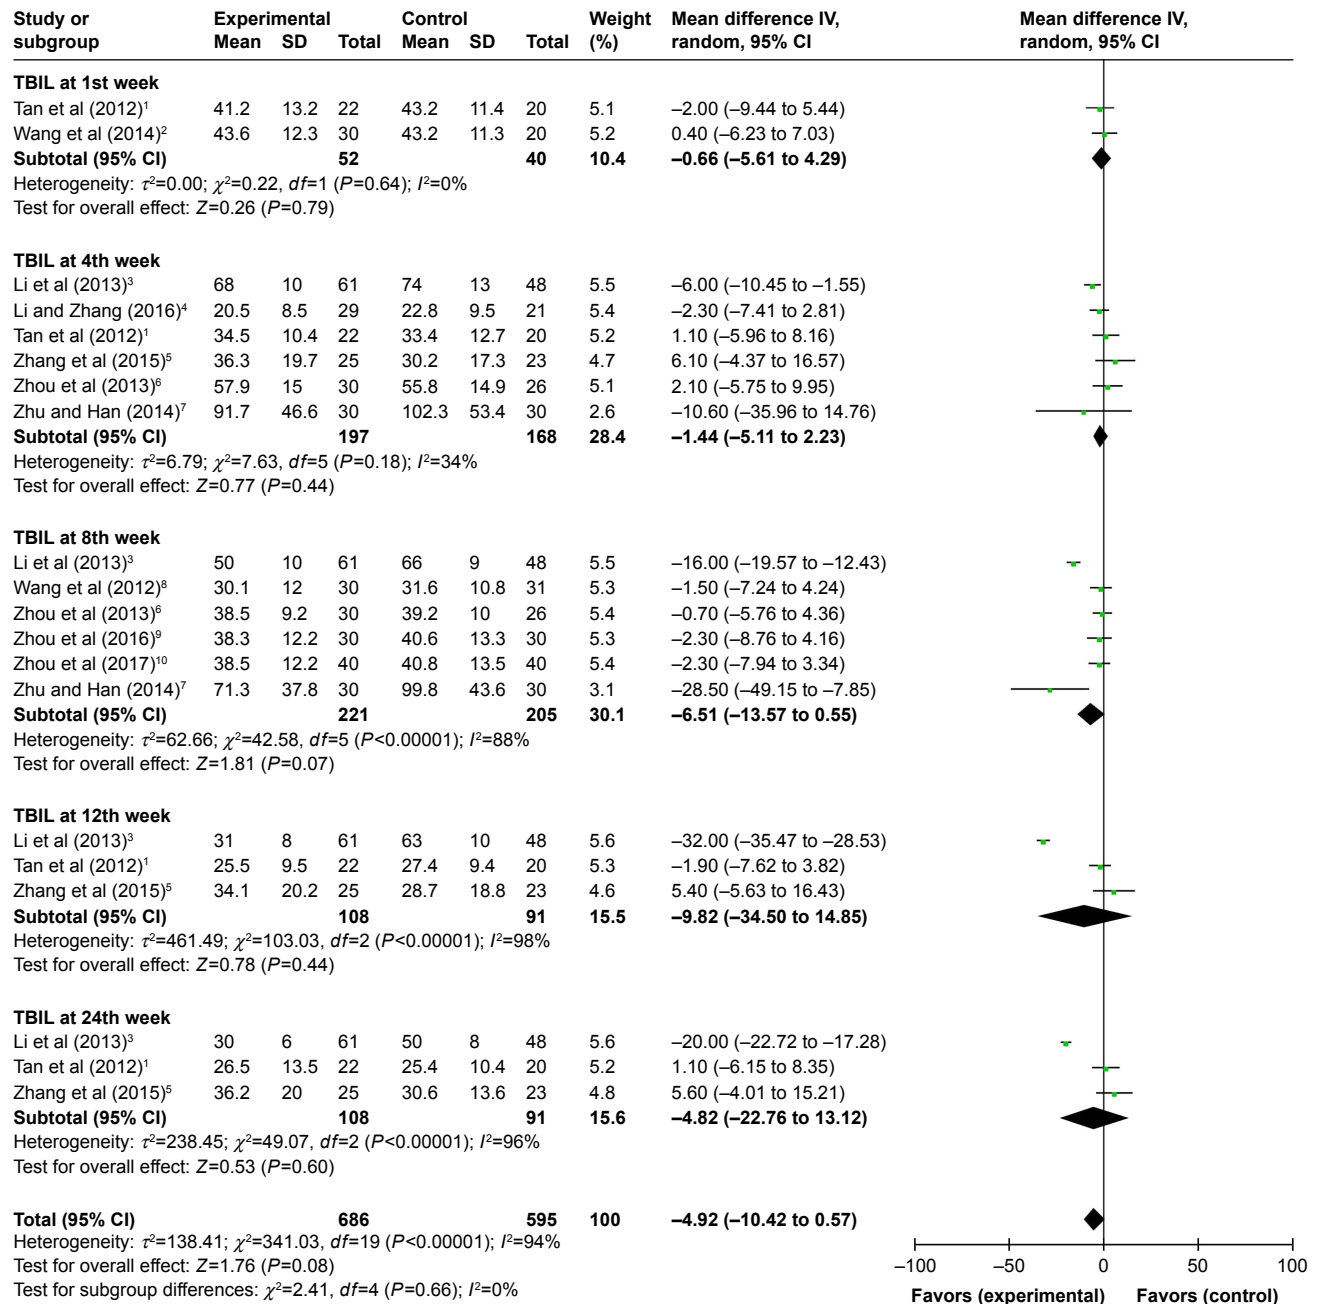 Study or Experimental Control Weight Mean difference IV, Mean difference IV,
subgroup Mean SD Total Mean SD Total (%) random, 95% CI random, 95% CI
TBIL at 1st week
Tan et al (2012)¹ 41.2 13.2 22 43.2 11.4 20 5.1 –2.00 (–9.44 to 5.44)
Wang et al (2014)² 43.6 12.3 30 43.2 11.3 20 5.2 0.40 (–6.23 to 7.03)
Subtotal (95% CI) 52 40 10.4 –0.66 (–5.61 to 4.29)
Heterogeneity: τ²=0.00; χ²=0.22, df=1 (P=0.64); I²=0%
Test for overall effect: Z=0.26 (P=0.79)
TBIL at 4th week
Li et al (2013)³ 68 10 61 74 13 48 5.5 –6.00 (–10.45 to –1.55)
Li and Zhang (2016)⁴ 20.5 8.5 29 22.8 9.5 21 5.4 –2.30 (–7.41 to 2.81)
Tan et al (2012)¹ 34.5 10.4 22 33.4 12.7 20 5.2 1.10 (–5.96 to 8.16)
Zhang et al (2015)⁵ 36.3 19.7 25 30.2 17.3 23 4.7 6.10 (–4.37 to 16.57)
Zhou et al (2013)⁶ 57.9 15 30 55.8 14.9 26 5.1 2.10 (–5.75 to 9.95)
Zhu and Han (2014)⁷ 91.7 46.6 30 102.3 53.4 30 2.6 –10.60 (–35.96 to 14.76)
Subtotal (95% CI) 197 168 28.4 –1.44 (–5.11 to 2.23)
Heterogeneity: τ²=6.79; χ²=7.63, df=5 (P=0.18); I²=34%
Test for overall effect: Z=0.77 (P=0.44)
TBIL at 8th week
Li et al (2013)³ 50 10 61 66 9 48 5.5 –16.00 (–19.57 to –12.43)
Wang et al (2012)⁸ 30.1 12 30 31.6 10.8 31 5.3 –1.50 (–7.24 to 4.24)
Zhou et al (2013)⁶ 38.5 9.2 30 39.2 10 26 5.4 –0.70 (–5.76 to 4.36)
Zhou et al (2016)⁹ 38.3 12.2 30 40.6 13.3 30 5.3 –2.30 (–8.76 to 4.16)
Zhou et al (2017)¹⁰ 38.5 12.2 40 40.8 13.5 40 5.4 –2.30 (–7.94 to 3.34)
Zhu and Han (2014)⁷ 71.3 37.8 30 99.8 43.6 30 3.1 –28.50 (–49.15 to –7.85)
Subtotal (95% CI) 221 205 30.1 –6.51 (–13.57 to 0.55)
Heterogeneity: τ²=62.66; χ²=42.58, df=5 (P<0.00001); I²=88%
Test for overall effect: Z=1.81 (P=0.07)
TBIL at 12th week
Li et al (2013)³ 31 8 61 63 10 48 5.6 –32.00 (–35.47 to –28.53)
Tan et al (2012)¹ 25.5 9.5 22 27.4 9.4 20 5.3 –1.90 (–7.62 to 3.82)
Zhang et al (2015)⁵ 34.1 20.2 25 28.7 18.8 23 4.6 5.40 (–5.63 to 16.43)
Subtotal (95% CI) 108 91 15.5 –9.82 (–34.50 to 14.85)
Heterogeneity: τ²=461.49; χ²=103.03, df=2 (P<0.00001); I²=98%
Test for overall effect: Z=0.78 (P=0.44)
TBIL at 24th week
Li et al (2013)³ 30 6 61 50 8 48 5.6 –20.00 (–22.72 to –17.28)
Tan et al (2012)¹ 26.5 13.5 22 25.4 10.4 20 5.2 1.10 (–6.15 to 8.35)
Zhang et al (2015)⁵ 36.2 20 25 30.6 13.6 23 4.8 5.60 (–4.01 to 15.21)
Subtotal (95% CI) 108 91 15.6 –4.82 (–22.76 to 13.12)
Heterogeneity: τ²=238.45; χ²=49.07, df=2 (P<0.00001); I²=96%
Test for overall effect: Z=0.53 (P=0.60)
Total (95% CI) 686 595 100 –4.92 (–10.42 to 0.57)
Heterogeneity: τ²=138.41; χ²=341.03, df=19 (P<0.00001); I²=94%
Test for overall effect: Z=1.76 (P=0.08)
Test for subgroup differences: χ²=2.41, df=4 (P=0.66); I²=0%
–100 –50 0 50 100
Favors (experimental) Favors (control)